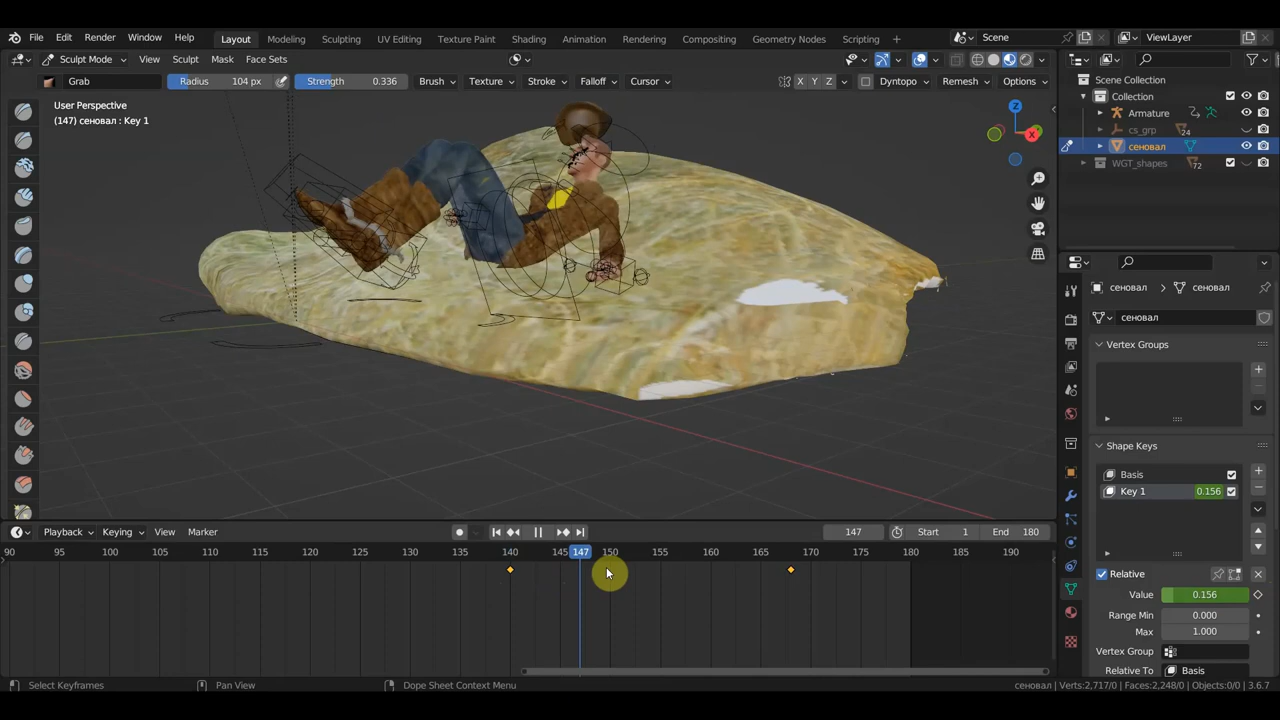 File Edit Render Window Help Layout Modeling Sculpting UV Editing Texture Paint Shading Animation Rendering Compositing Geometry Nodes Scripting Scene ViewLayer
Sculpt Mode View Sculpt Mask Face Sets
Grab Radius 104 px Strength 0.336 Brush Texture Stroke Falloff Cursor X Y Z Dyntopo Remesh Options
User Perspective
(147) сеновал : Key 1
Z
X
Scene Collection
Collection
Armature
cs_grp 24
сеновал
WGT_shapes 72
сеновал сеновал
сеновал
Vertex Groups
Shape Keys
Basis
Key 1 0.156
Relative
Value 0.156
Range Min 0.000
Max 1.000
Vertex Group
Relative To Basis
Playback Keying View Marker 147 Start 1 End 180
90 95 100 105 110 115 120 125 130 135 140 145 147 150 155 160 165 170 175 180 185 190
Select Keyframes Pan View Dope Sheet Context Menu сеновал | Verts:2,717/0 | Faces:2,248/0 | Objects:0/0 | 3.6.7